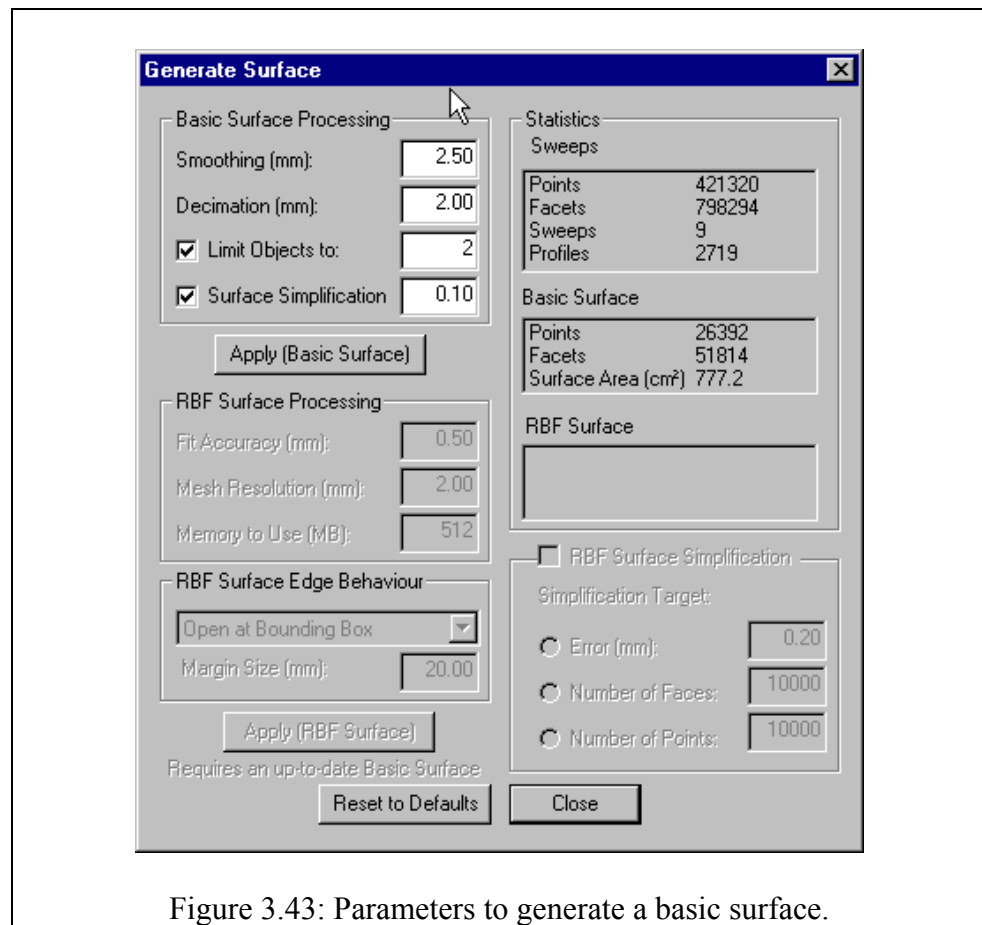 Generate Surface
Basic Surface Processing
Smoothing (mm): 2.50
Decimation (mm): 2.00
Limit Objects to: 2
Surface Simplification 0.10
Apply (Basic Surface)
RBF Surface Processing
Fit Accuracy (mm): 0.50
Mesh Resolution (mm): 2.00
Memory to Use (MB): 512
RBF Surface Edge Behaviour
Open at Bounding Box
Margin Size (mm): 20.00
Apply (RBF Surface)
Requires an up-to-date Basic Surface
Statistics
Sweeps
Points 421320
Facets 798294
Sweeps 9
Profiles 2719
Basic Surface
Points 26392
Facets 51814
Surface Area (cm²) 777.2
RBF Surface
RBF Surface Simplification
Simplification Target:
Error (mm): 0.20
Number of Faces: 10000
Number of Points: 10000
Reset to Defaults
Close
Figure 3.43: Parameters to generate a basic surface.